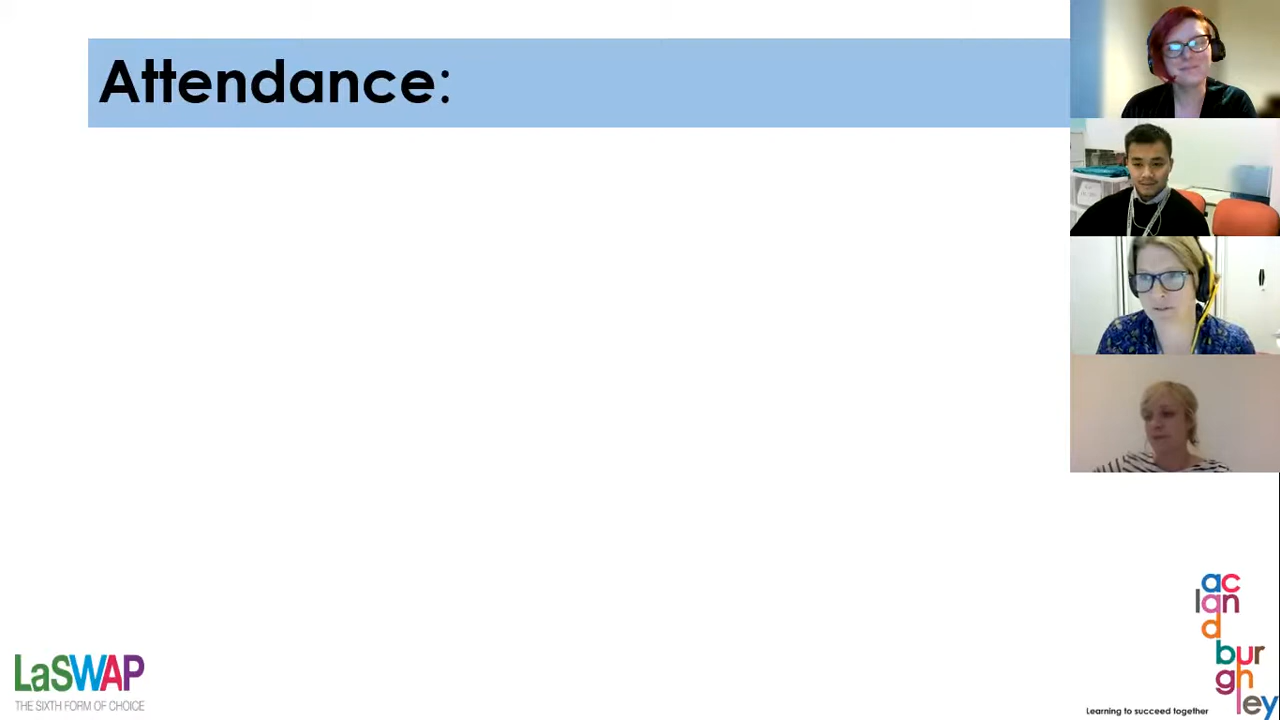 Attendance:
LaSWAP
THE SIXTH FORM OF CHOICE
ac
lan
d
bur
gh
ley
Learning to succeed together